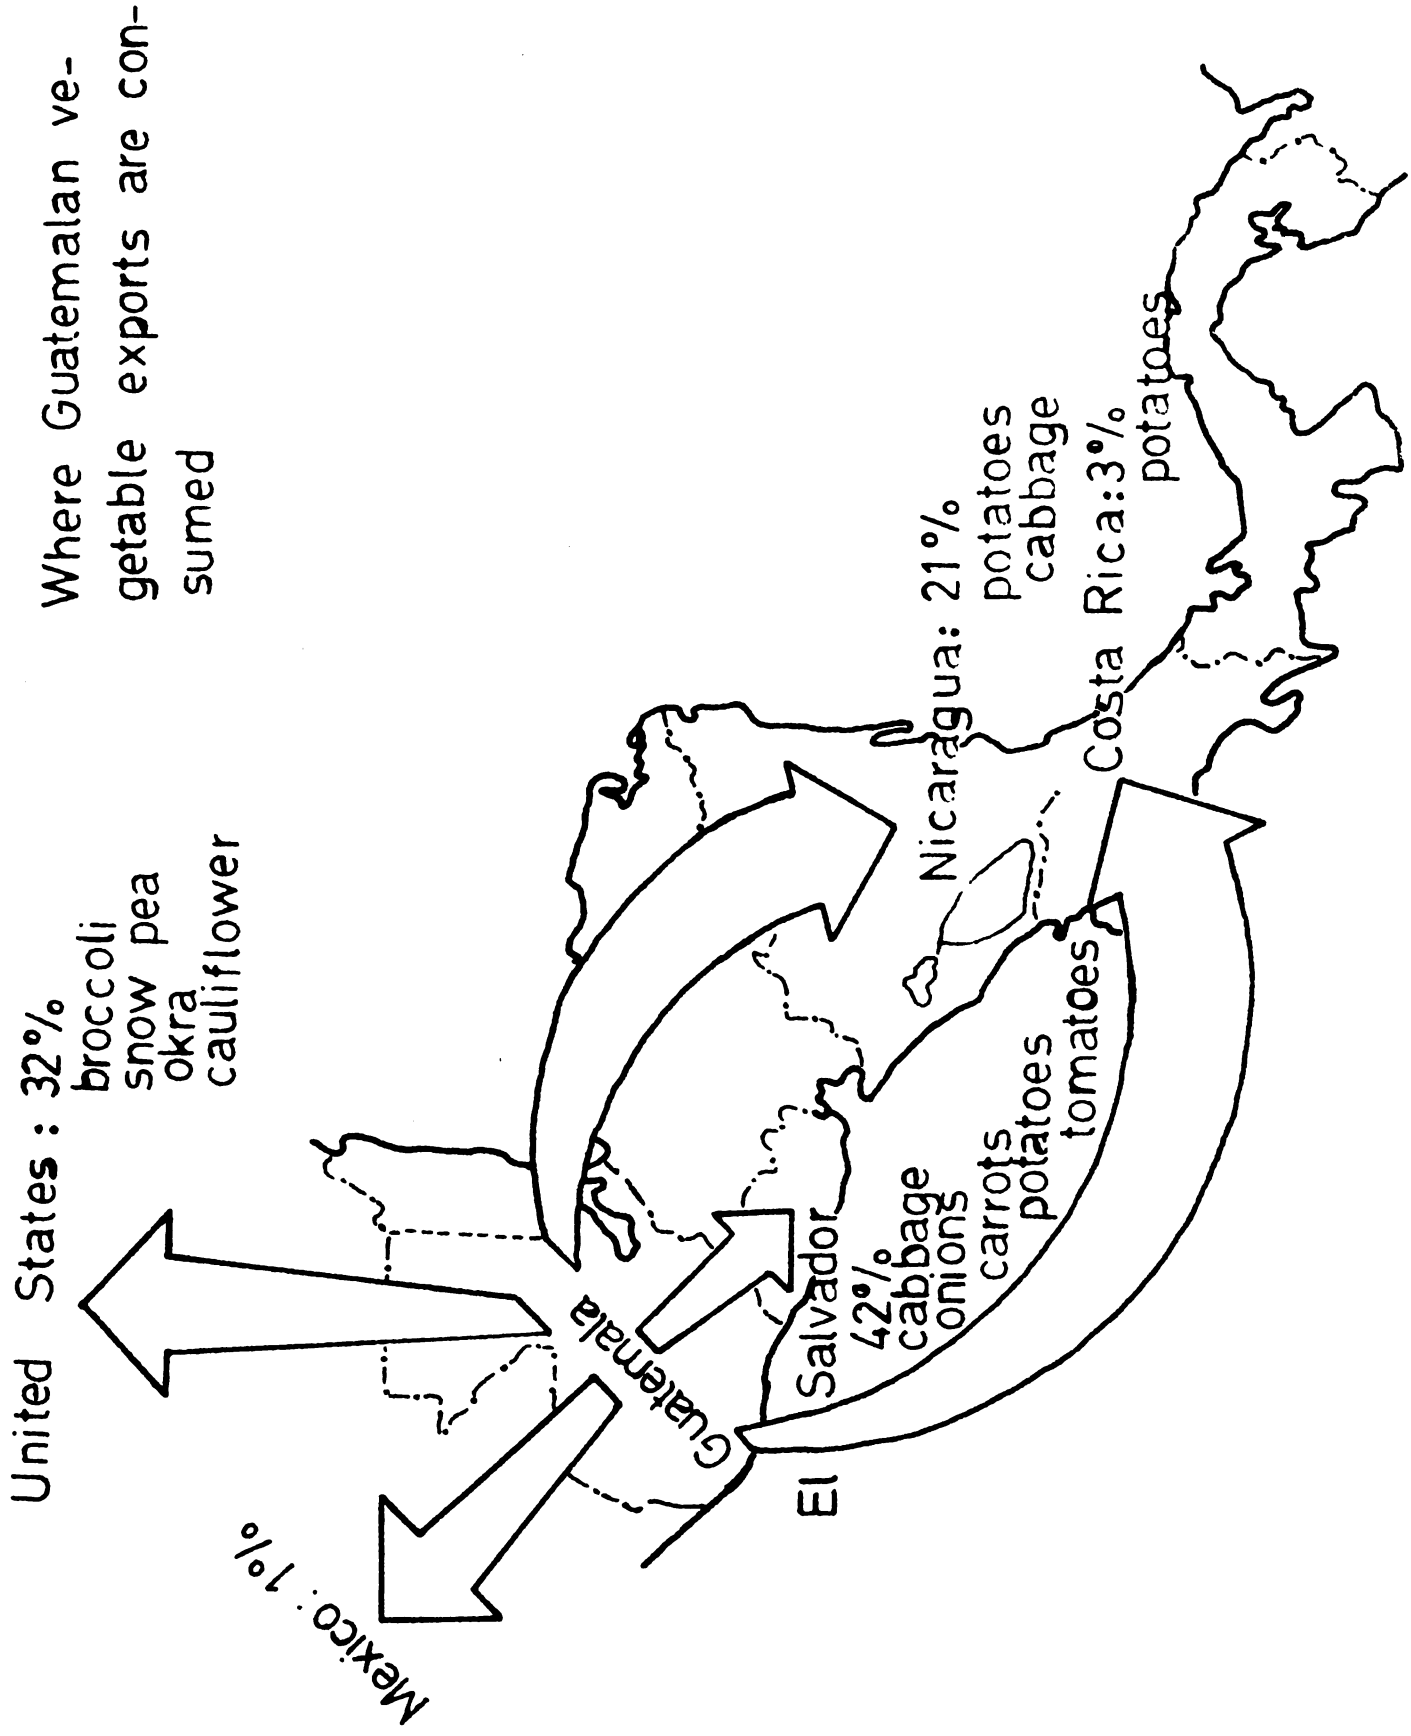 Where Guatemalan ve-
getable exports are con-
sumed
United States : 32%
broccoli
snow pea
okra
cauliflower
Mexico: 1%
Guatemala
El Salvador
42%
cabbage
onions
carrots
potatoes
tomatoes
Nicaragua: 21%
potatoes
cabbage
Costa Rica:3%
potatoes